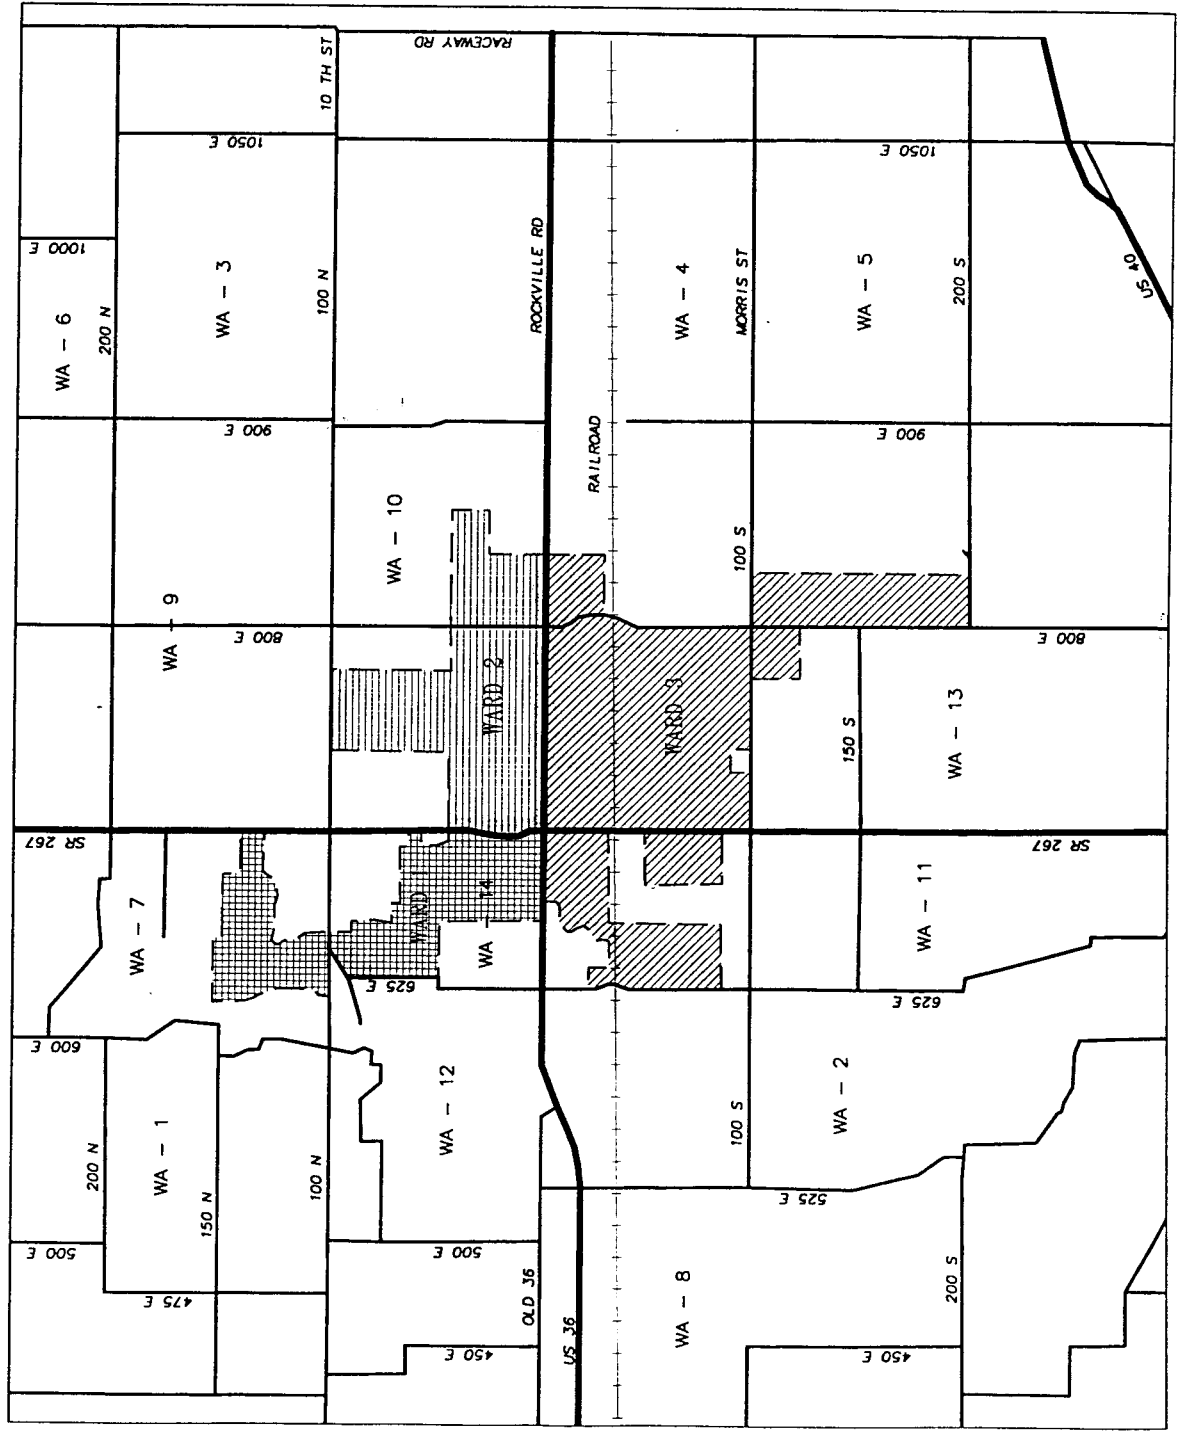 RACEWAY RD
10 TH ST
1050 E
1050 E
1000 E
WA - 6
200 N
WA - 3
100 N
ROCKVILLE RD
WA - 4
MORRIS ST
WA - 5
200 S
US 40
900 E
900 E
RAILROAD
WA - 10
100 S
WA - 9
800 E
800 E
WARD 2
WARD 3
150 S
WA - 13
SR 267
SR 267
WA - 7
WARD
WA - 14
WA - 11
625 E
625 E
600 E
WA - 12
WA - 2
200 N
WA - 1
150 N
100 N
100 S
525 E
500 E
500 E
475 E
OLD 36
US 36
WA - 8
200 S
450 E
450 E